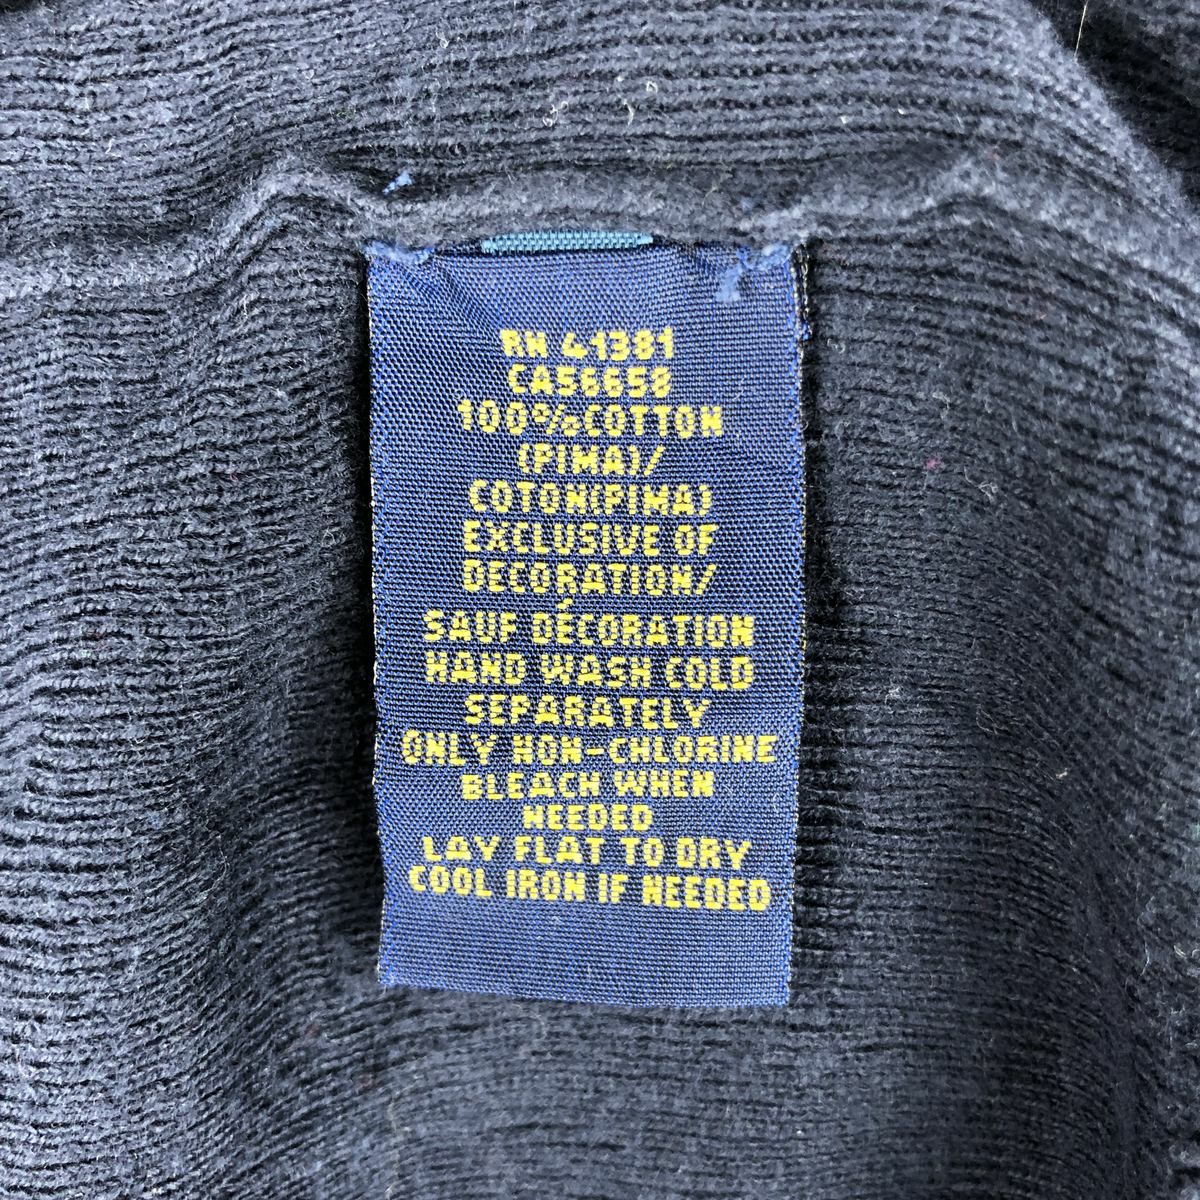 RN 41381
CA56658
100%COTTON
(PIMA)/
COTON(PIMA)
EXCLUSIVE OF
DECORATION/
SAUF DÉCORATION
HAND WASH COLD
SEPARATELY
ONLY NON-CHLORINE
BLEACH WHEN
NEEDED
LAY FLAT TO DRY
COOL IRON IF NEEDED